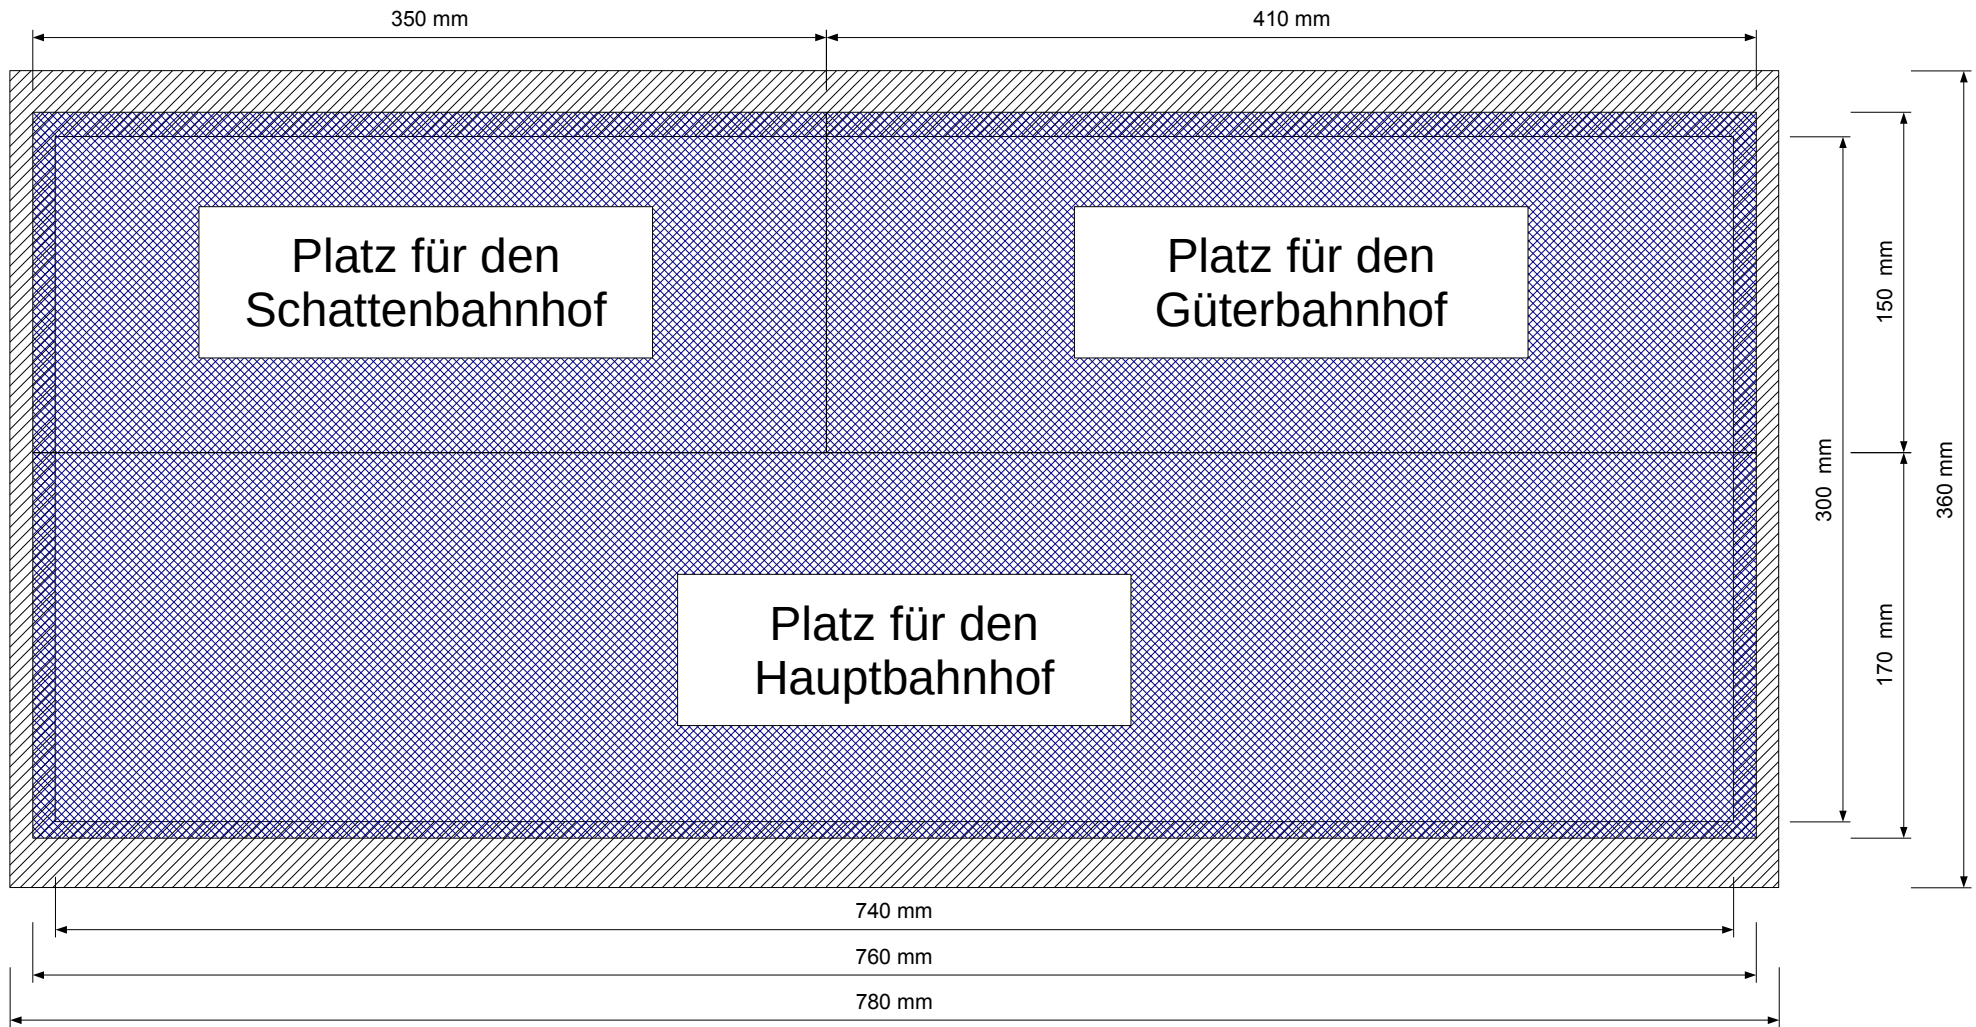 350 mm
410 mm
Platz für den
Schattenbahnhof
Platz für den
Güterbahnhof
150 mm
300 mm
360 mm
170 mm
Platz für den
Hauptbahnhof
740 mm
760 mm
780 mm